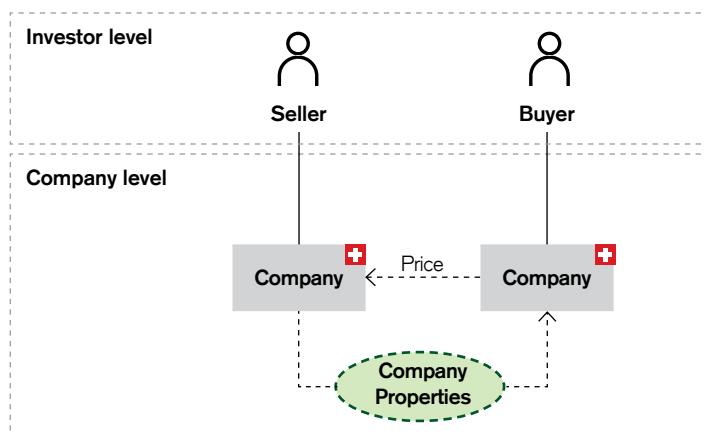 Investor level
Seller
Buyer
Company level
Company
Price
Company
Company
Properties